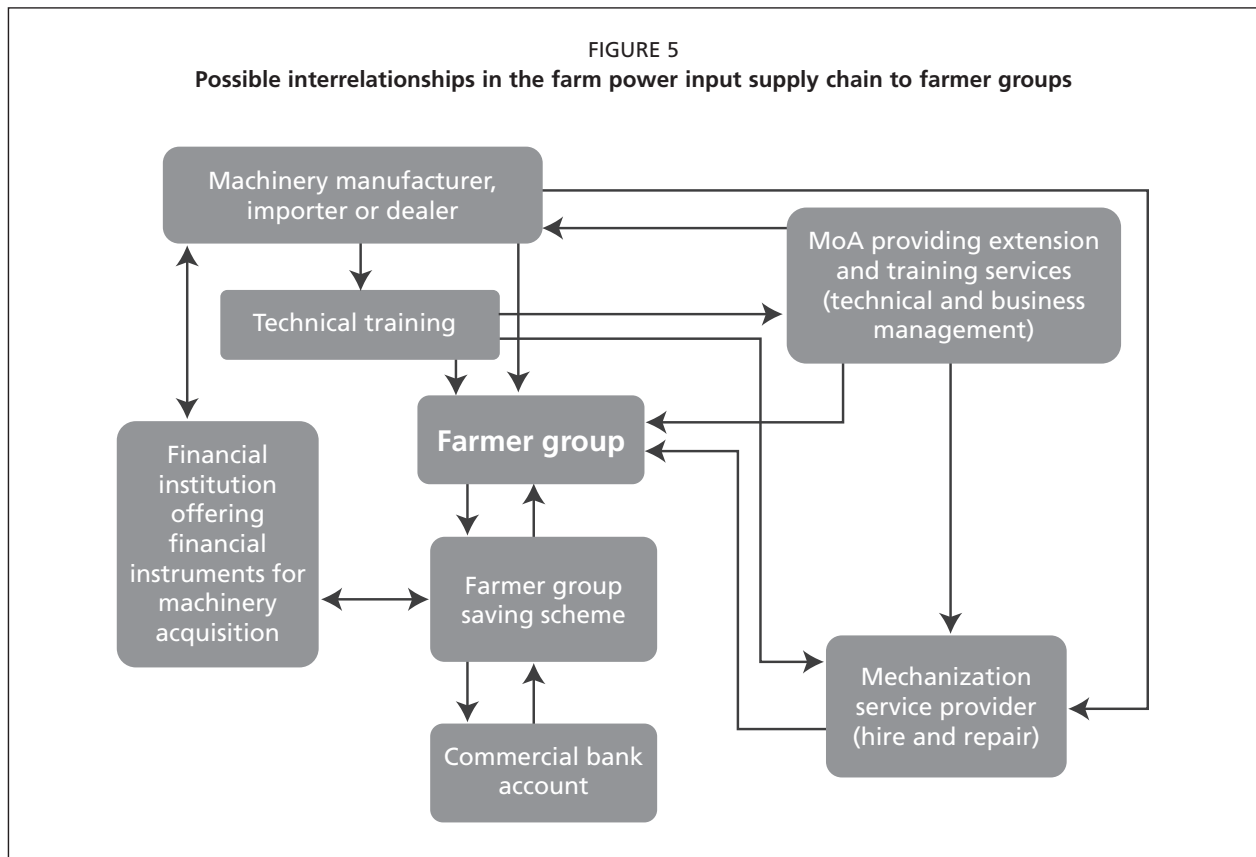 FIGURE 5
Possible interrelationships in the farm power input supply chain to farmer groups
Machinery manufacturer,
importer or dealer
MoA providing extension
and training services
(technical and business
management)
Technical training
Farmer group
Financial
institution
offering
financial
instruments for
machinery
acquisition
Farmer group
saving scheme
Mechanization
service provider
(hire and repair)
Commercial bank
account